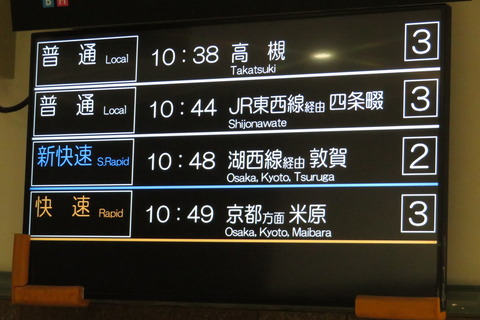 普通 Local 10:38 高槻 3
Takatsuki
普通 Local 10:44 JR東西線経由 四条畷 3
Shijonawate
新快速 S.Rapid 10:48 湖西線経由 敦賀 2
Osaka, Kyoto, Tsuruga
快速 Rapid 10:49 京都方面 米原 3
Osaka, Kyoto, Maibara